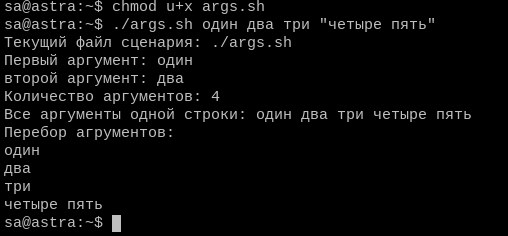 sa@astra:~$ chmod u+x args.sh
sa@astra:~$ ./args.sh один два три "четыре пять"
Текущий файл сценария: ./args.sh
Первый аргумент: один
второй аргумент: два
Количество аргументов: 4
Все аргументы одной строки: один два три четыре пять
Перебор агрументов:
один
два
три
четыре пять
sa@astra:~$